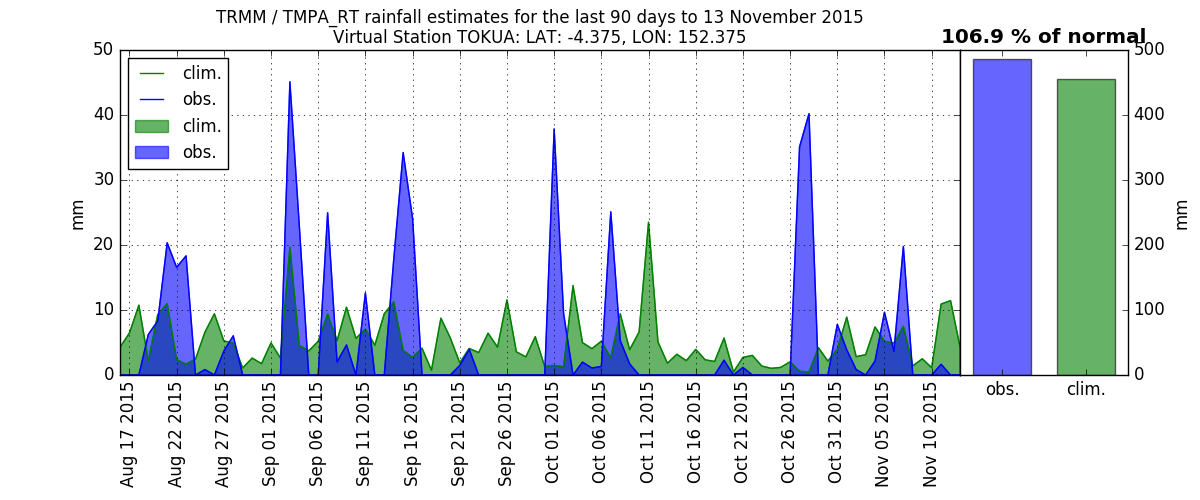 TRMM / TMPA_RT rainfall estimates for the last 90 days to 13 November 2015
Virtual Station TOKUA: LAT: -4.375, LON: 152.375
106.9 % of normal
50
40
30
20
10
0
mm
clim.
obs.
clim.
obs.
500
400
300
200
100
0
mm
obs.
clim.
Aug 17 2015
Aug 22 2015
Aug 27 2015
Sep 01 2015
Sep 06 2015
Sep 11 2015
Sep 16 2015
Sep 21 2015
Sep 26 2015
Oct 01 2015
Oct 06 2015
Oct 11 2015
Oct 16 2015
Oct 21 2015
Oct 26 2015
Oct 31 2015
Nov 05 2015
Nov 10 2015